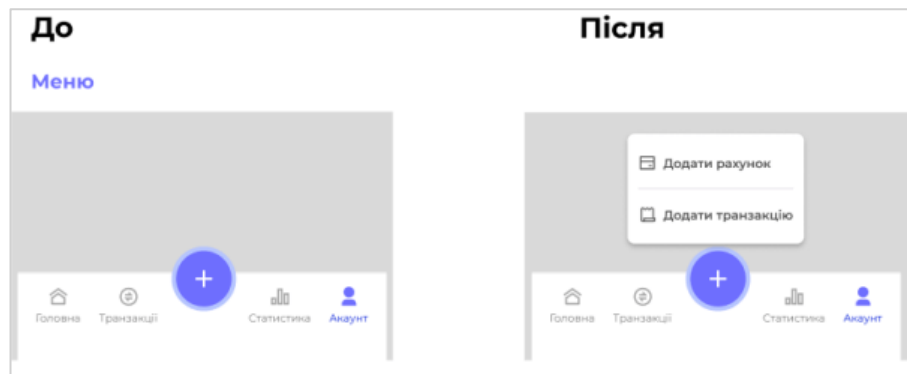 До
Після
Меню
Додати рахунок
Додати транзакцію
+
Головна
Транзакції
Статистика
Акаунт
+
Головна
Транзакції
Статистика
Акаунт